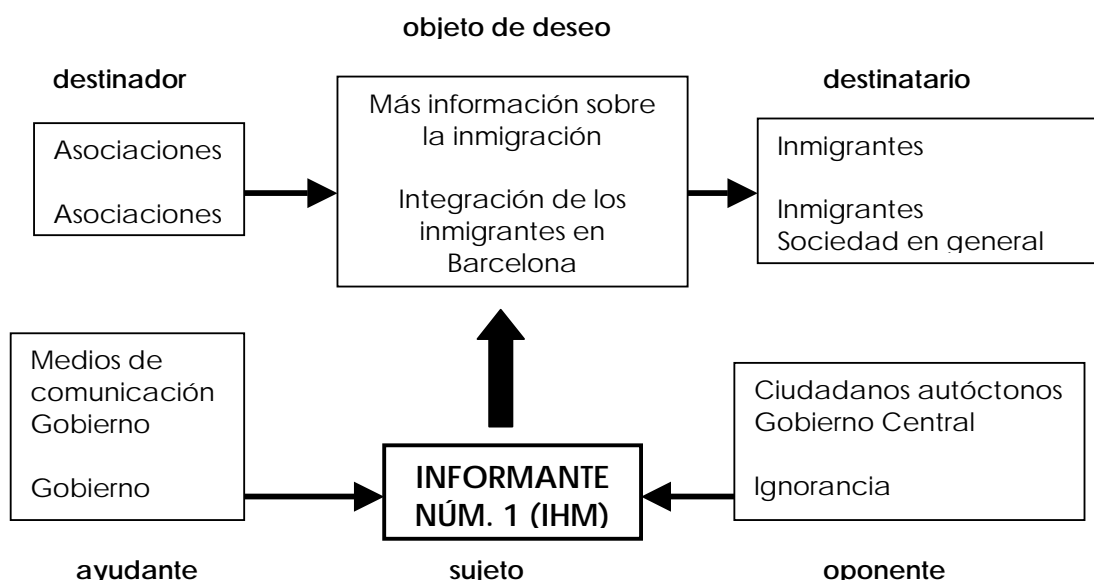 objeto de deseo
destinador
destinatario
Más información sobre
la inmigración
Integración de los
inmigrantes en
Barcelona
Asociaciones
Asociaciones
Inmigrantes
Inmigrantes
Sociedad en general
Medios de
comunicación
Gobierno
Gobierno
INFORMANTE
NÚM. 1 (IHM)
Ciudadanos autóctonos
Gobierno Central
Ignorancia
ayudante
sujeto
oponente